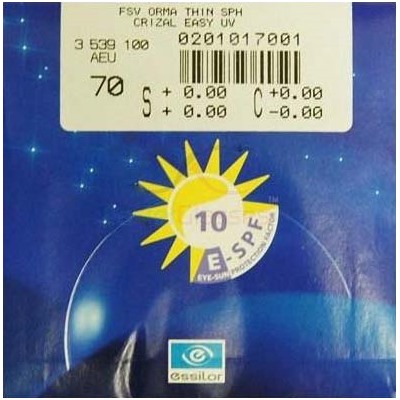 FSV ORMA THIN SPH
CRIZAL EASY UV
3 539 100
AEU
0201017001
70
S + 0.00 C +0.00
+ 0.00 -0.00
10
E-SPF
TM
EYE-SUN PROTECTION FACTOR
essilor